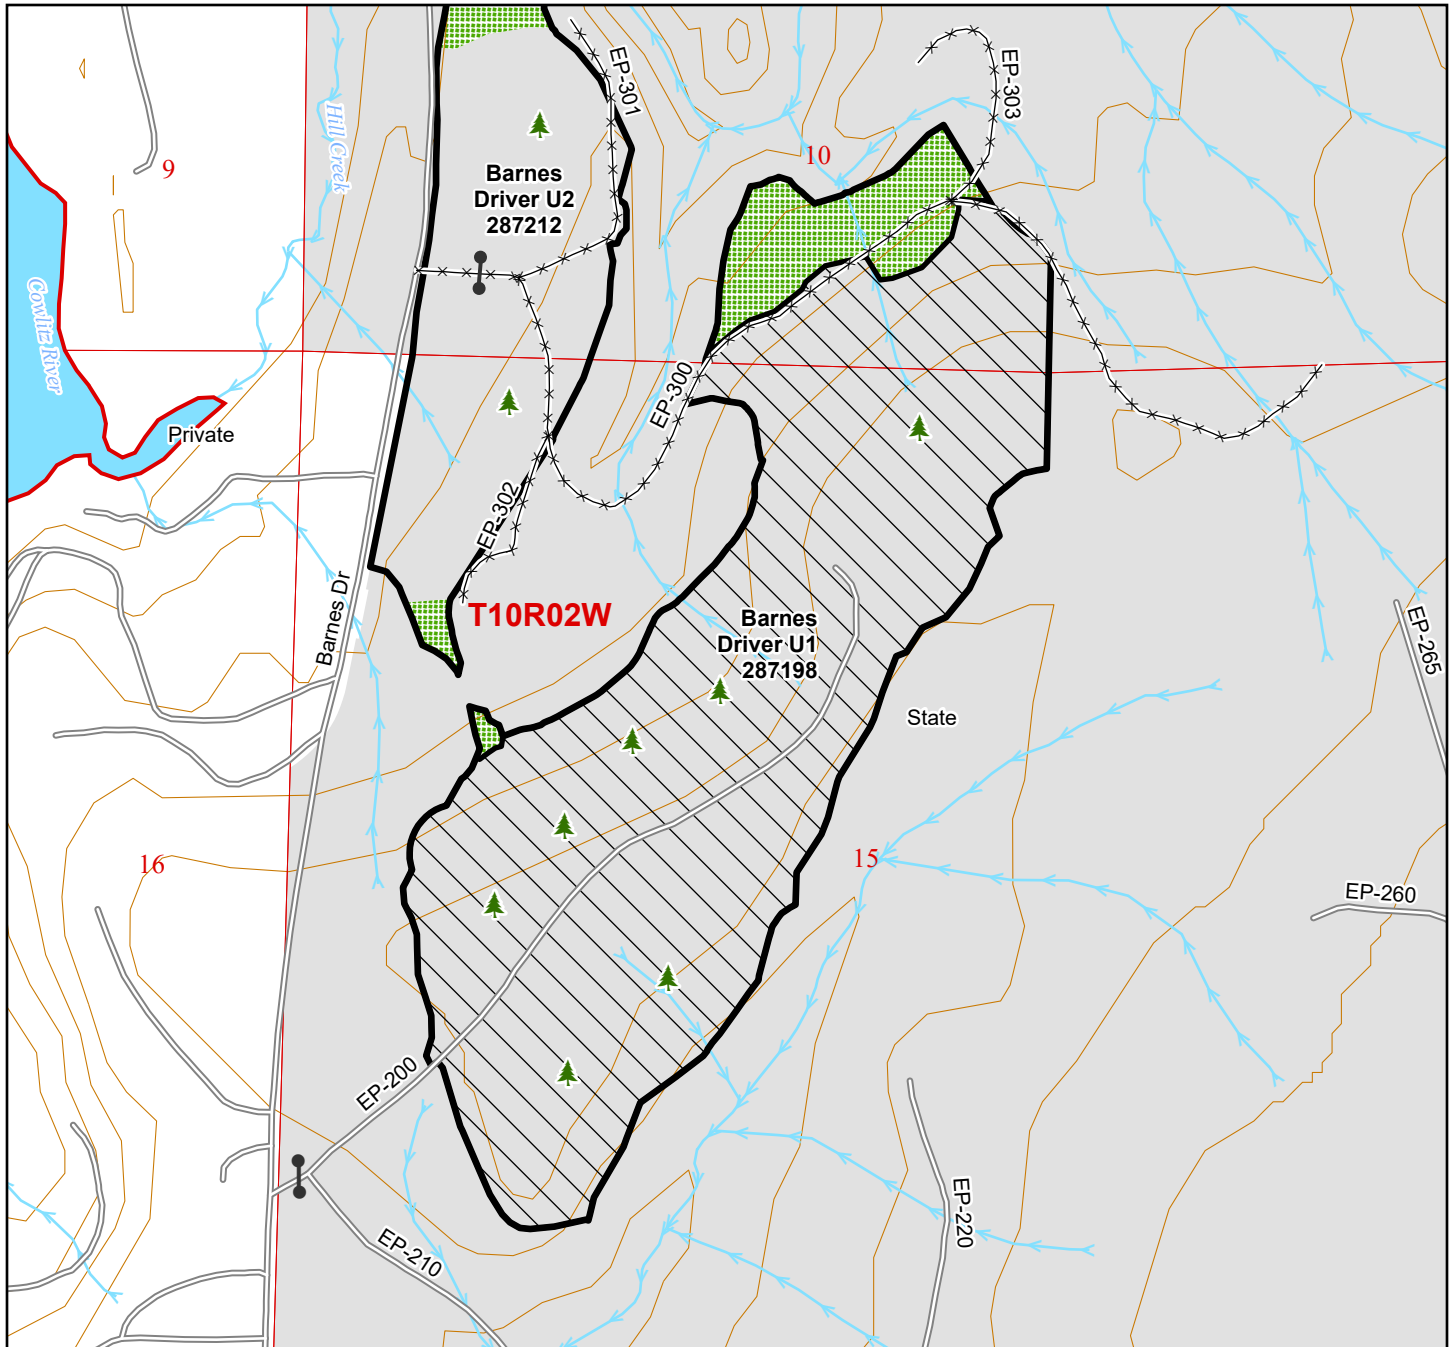 EP-301
EP-303
Hill Creek
10
9
Barnes
Driver U2
287212
Cowlitz River
EP-300
Private
EP-302
T10R02W
Barnes Dr
Barnes
Driver U1
287198
EP-265
State
16
15
EP-260
EP-200
EP-220
EP-210